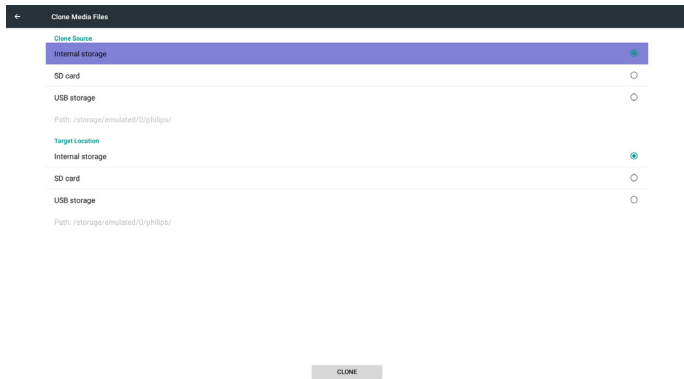 Clone Media Files
Clone Source
Internal storage
SD card
USB storage
Path: /storage/emulated/0/philips/
Target Location
Internal storage
SD card
USB storage
Path: /storage/emulated/0/philips/
CLONE